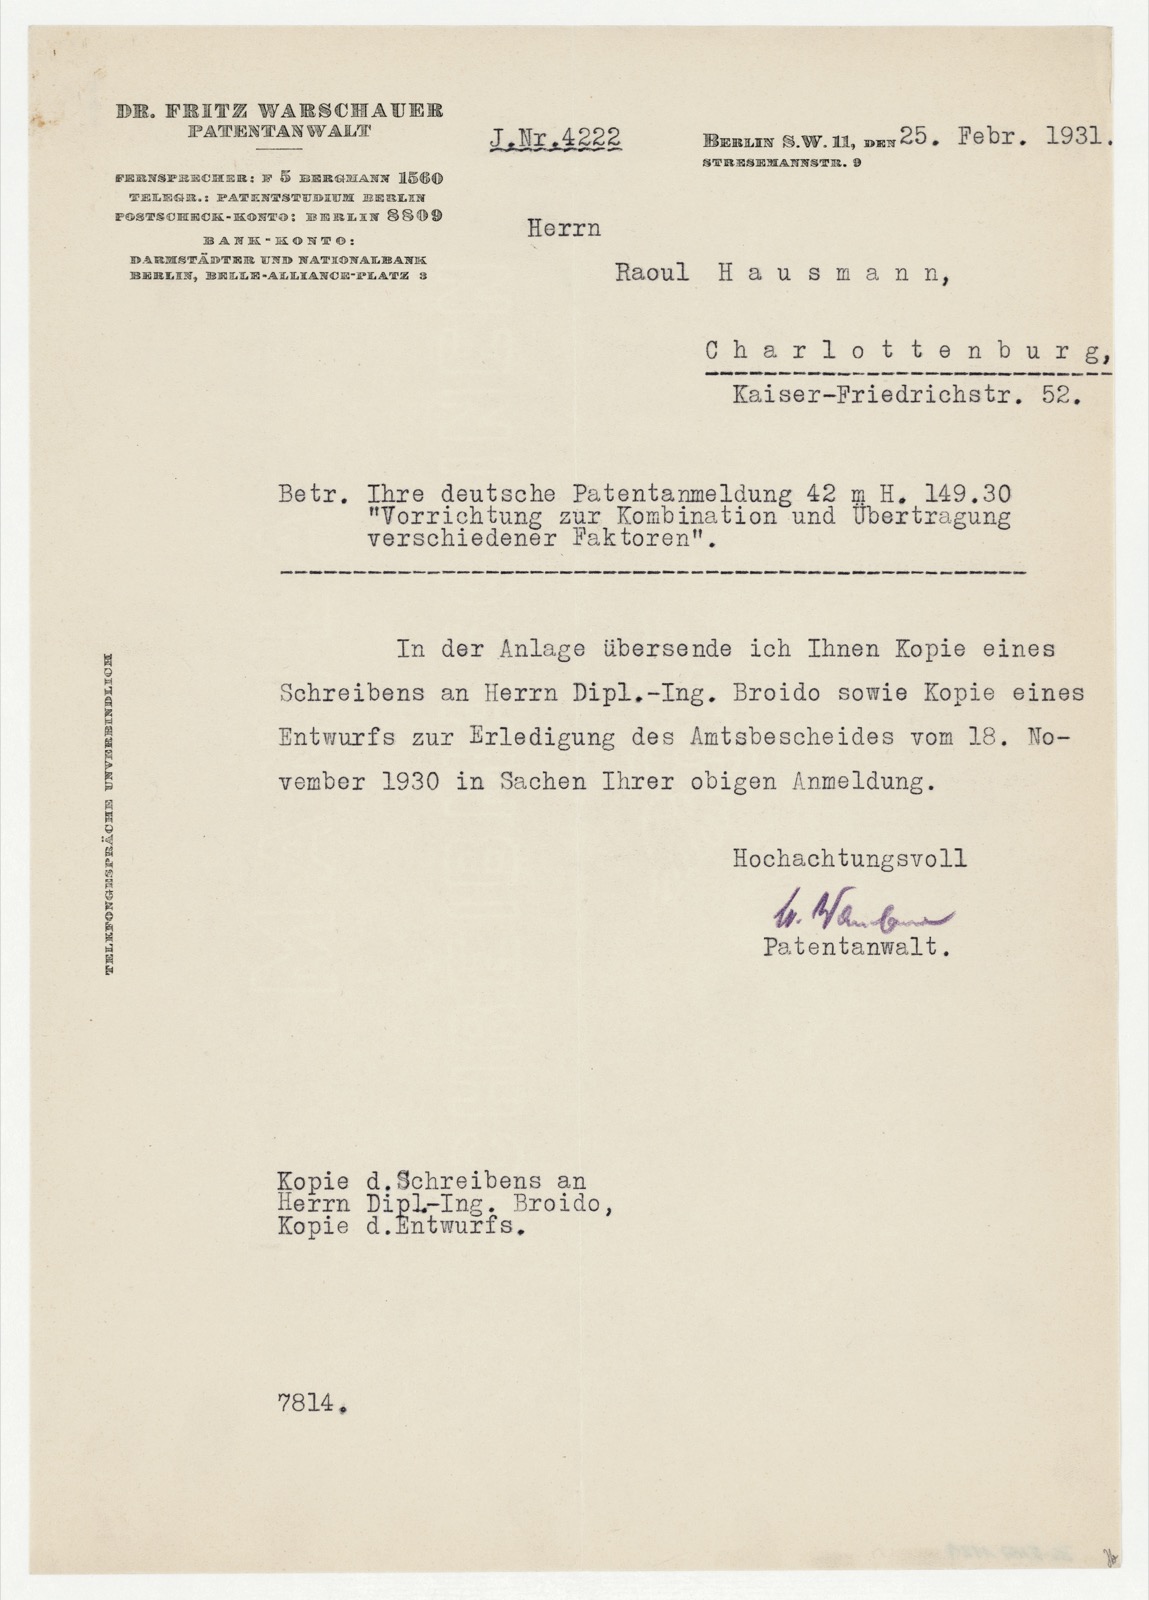 DR. FRITZ WARSCHAUER
PATENTANWALT
FERNSPRECHER: F 5 BERGMANN 1560
TELEGR.: PATENTSTUDIUM BERLIN
POSTSCHECK-KONTO: BERLIN 8809
BANK-KONTO:
DARMSTÄDTER UND NATIONALBANK
BERLIN, BELLE-ALLIANCE-PLATZ 3
J.Nr.4222
BERLIN S.W. 11, DEN 25. Febr. 1931.
STRESEMANNSTR. 9
Herrn
Raoul Hausmann,
Charlottenburg,
Kaiser-Friedrichstr. 52.
Betr. Ihre deutsche Patentanmeldung 42 m H. 149.30
"Vorrichtung zur Kombination und Übertragung
verschiedener Faktoren".
In der Anlage übersende ich Ihnen Kopie eines
Schreibens an Herrn Dipl.-Ing. Broido sowie Kopie eines
Entwurfs zur Erledigung des Amtsbescheides vom 18. No-
vember 1930 in Sachen Ihrer obigen Anmeldung.
Hochachtungsvoll
Patentanwalt.
TELEFONGESPRÄCHE UNVERBINDLICH
Kopie d.Schreibens an
Herrn Dipl.-Ing. Broido,
Kopie d.Entwurfs.
7814.